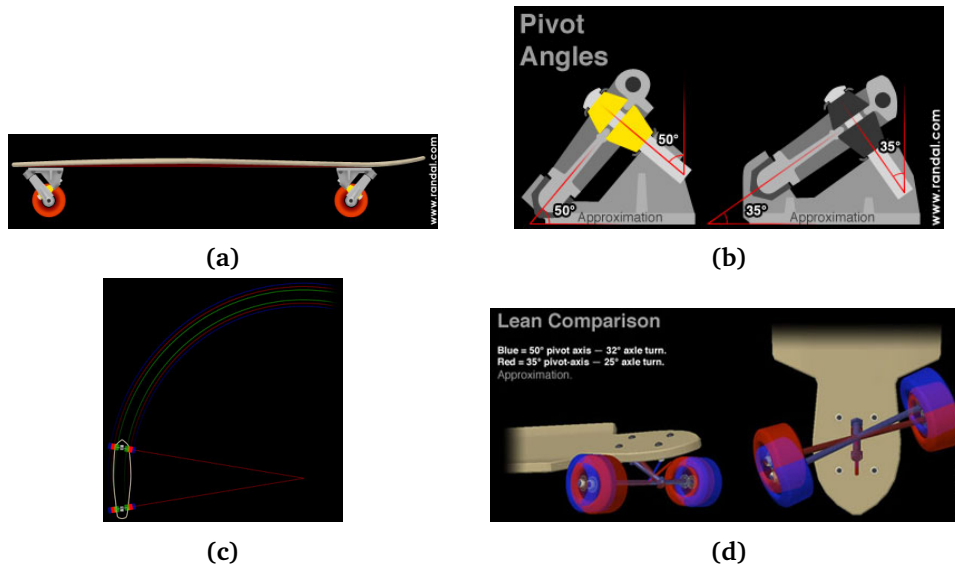 www.randal.com
(a)
Pivot
Angles
50°
50°
Approximation
35°
35°
Approximation
www.randal.com
(b)
(c)
Lean Comparison
Blue = 50° pivot axis — 32° axle turn.
Red = 35° pivot-axis — 25° axle turn.
Approximation.
(d)